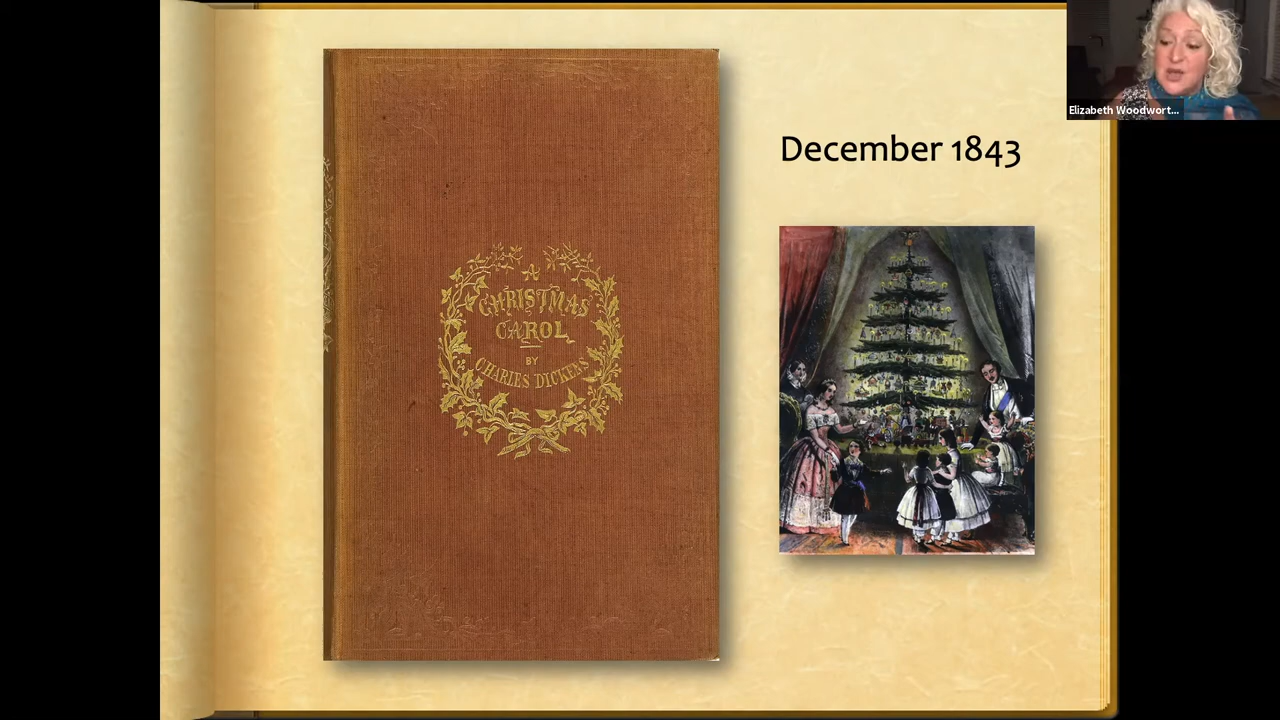 A
CHRISTMAS
CAROL
BY
CHARLES DICKENS
December 1843
Elizabeth Woodwort...